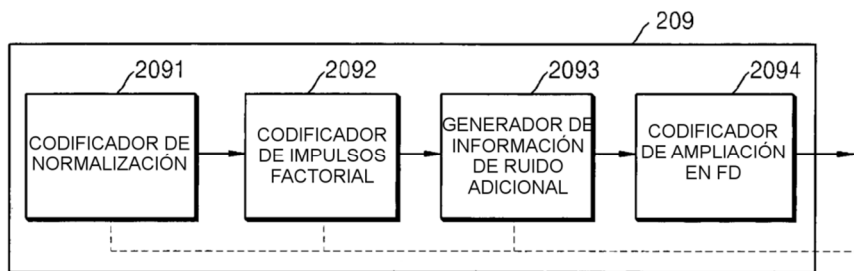 209
2091
2092
2093
2094
CODIFICADOR DE
NORMALIZACIÓN
CODIFICADOR
DE IMPULSOS
FACTORIAL
GENERADOR DE
INFORMACIÓN
DE RUIDO
ADICIONAL
CODIFICADOR
DE AMPLIACIÓN
EN FD